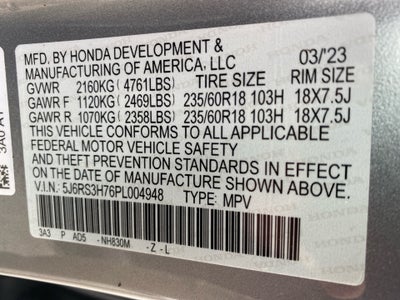 MFD. BY HONDA DEVELOPMENT &
MANUFACTURING OF AMERICA, LLC 03/'23
GVWR 2160KG (4761LBS) TIRE SIZE RIM SIZE
GAWR F 1120KG (2469LBS) 235/60R18 103H 18X7.5J
GAWR R 1070KG (2358LBS) 235/60R18 103H 18X7.5J
THIS VEHICLE CONFORMS TO ALL APPLICABLE
FEDERAL MOTOR VEHICLE SAFETY
AND THEFT PREVENTION STANDARDS IN EFFECT
ON THE DATE OF MANUFACTURE SHOWN ABOVE.
V.I.N.: 5J6RS3H76PL004948 TYPE: MPV
3A3 P AD5 -NH830M -Z-L
3A0 A1